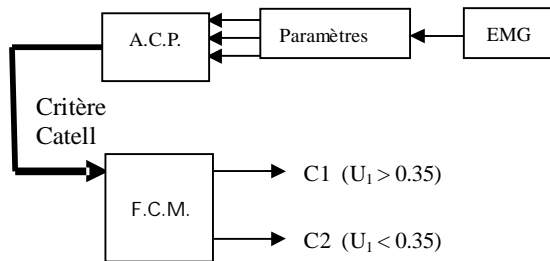 A.C.P.
Paramètres
EMG
Critère
Catell
F.C.M.
C1 (U₁ > 0.35)
C2 (U₁ < 0.35)